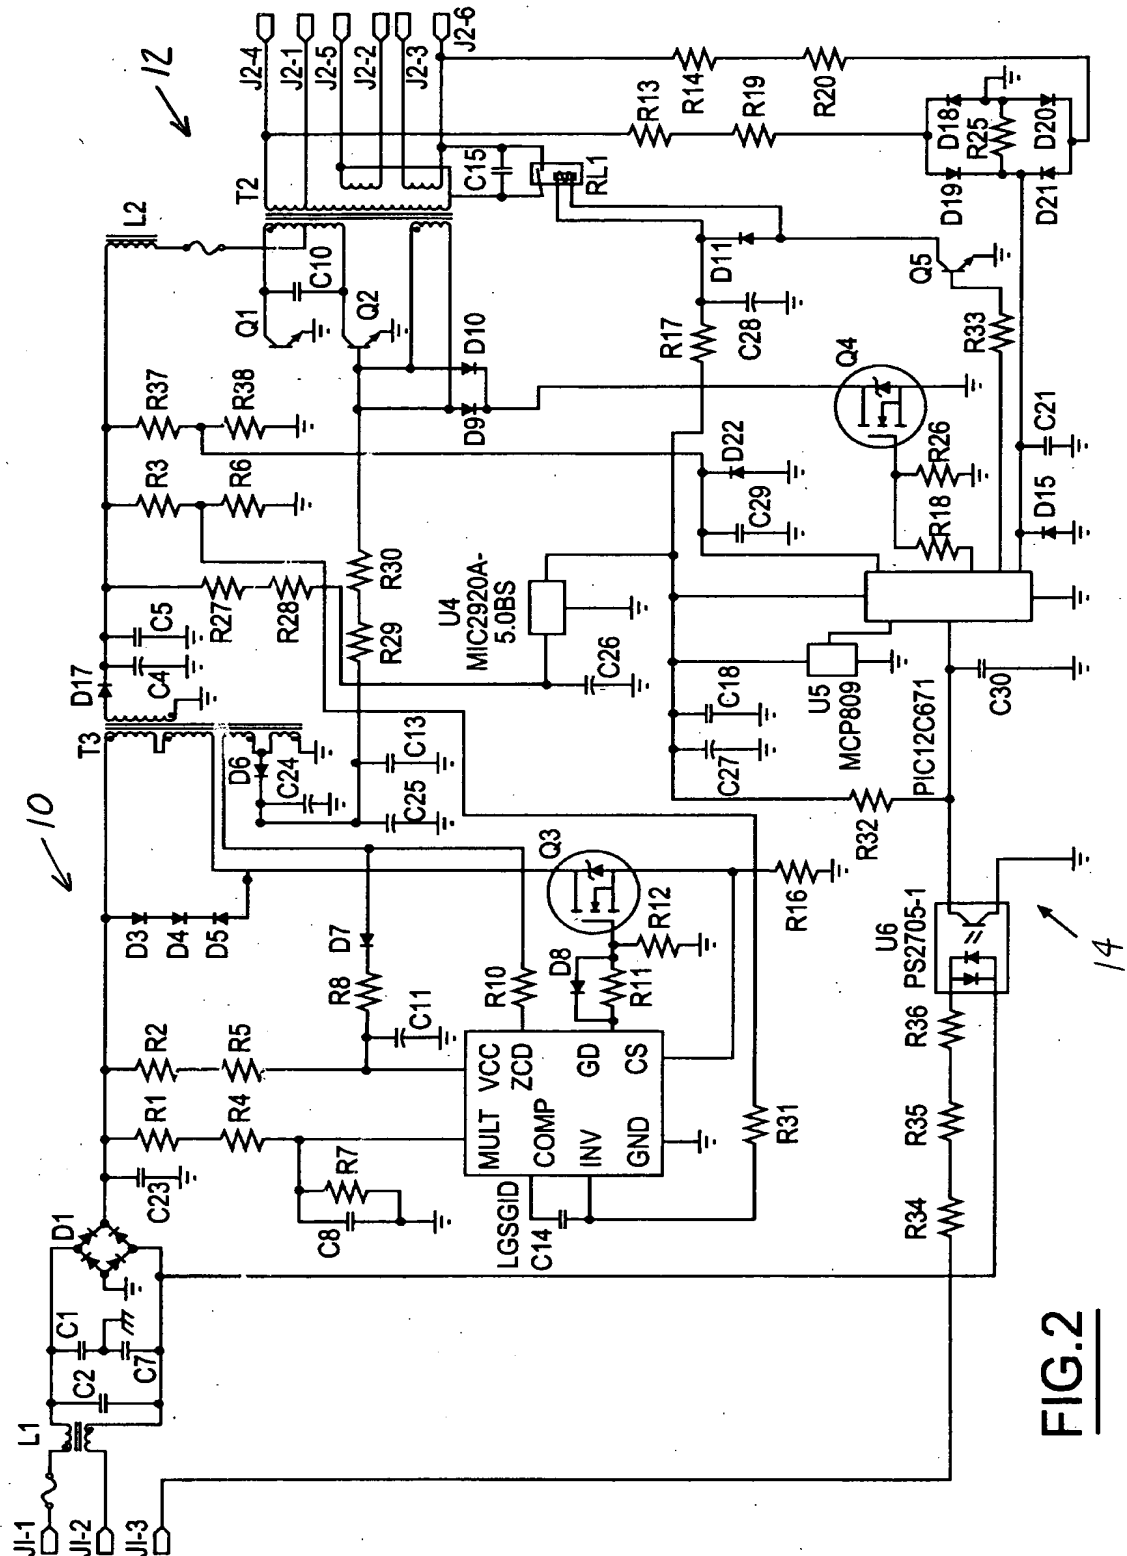 J1-1
J1-2
J1-3
L1
C2
C1
C7
D1
C23
R1
R2
R4
R5
C8
R7
D3
D4
D5
10
T3
D17
C4
C5
D6
C24
C25
C13
R3
R6
R37
R38
R27
R28
R29
R30
L2
Q1
C10
Q2
T2
12
J2-4
J2-1
J2-5
J2-2
J2-3
J2-6
D7
R8
C11
R10
D8
R11
R12
Q3
LGSGID
MULT
VCC
ZCD
COMP
GD
INV
CS
GND
C14
R31
R16
D9
D10
U4
MIC2920A-
5.0BS
C26
C15
RL1
R13
R14
R19
R20
R17
D11
C28
D22
C29
C27
C18
U5
MCP809
PIC12C671
C30
R32
Q4
R18
R26
Q5
R33
D18
R25
D20
D19
D21
D15
C21
U6
PS2705-1
14
R34
R35
R36
FIG.2